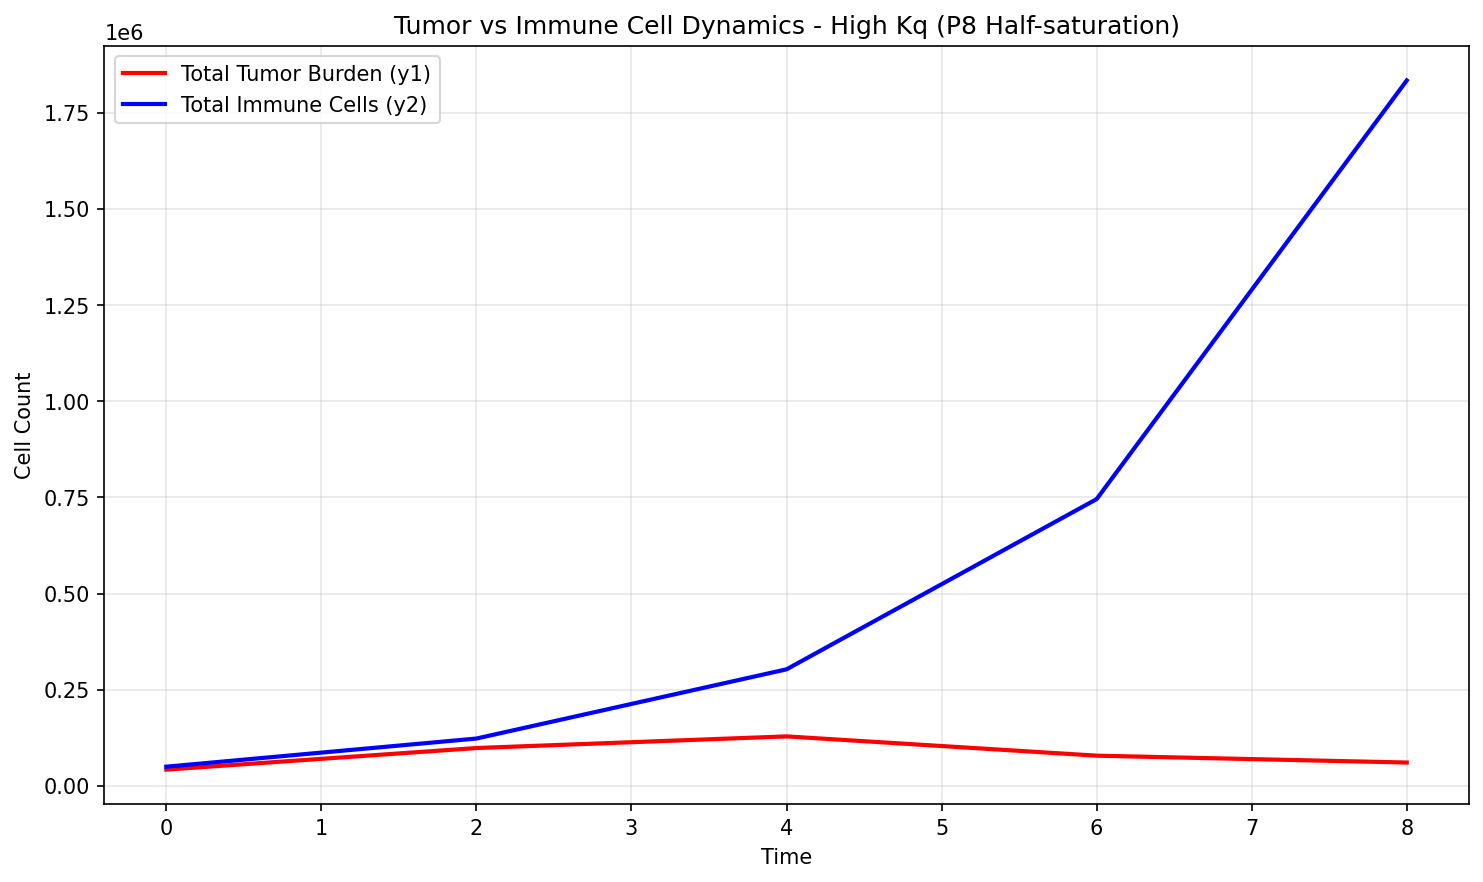 Tumor vs Immune Cell Dynamics - High Kq (P8 Half-saturation)
1e6
Total Tumor Burden (y1)
Total Immune Cells (y2)
1.75
1.50
1.25
1.00
0.75
0.50
0.25
0.00
Cell Count
0 1 2 3 4 5 6 7 8
Time